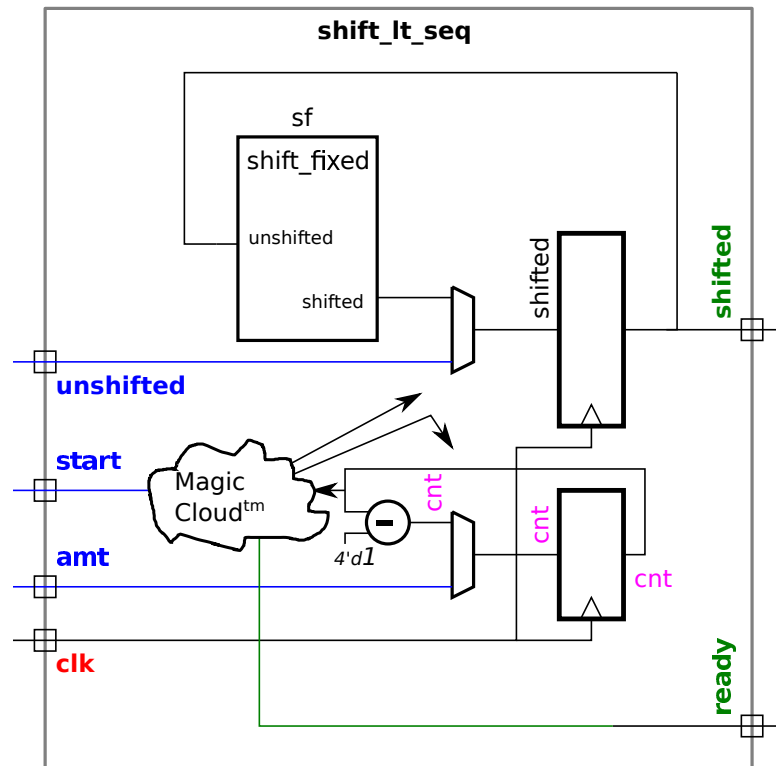 shift_lt_seq
sf
shift_fixed
unshifted
shifted
shifted
shifted
unshifted
start
Magic
Cloudtm
cnt
cnt
4'd1
amt
cnt
clk
ready